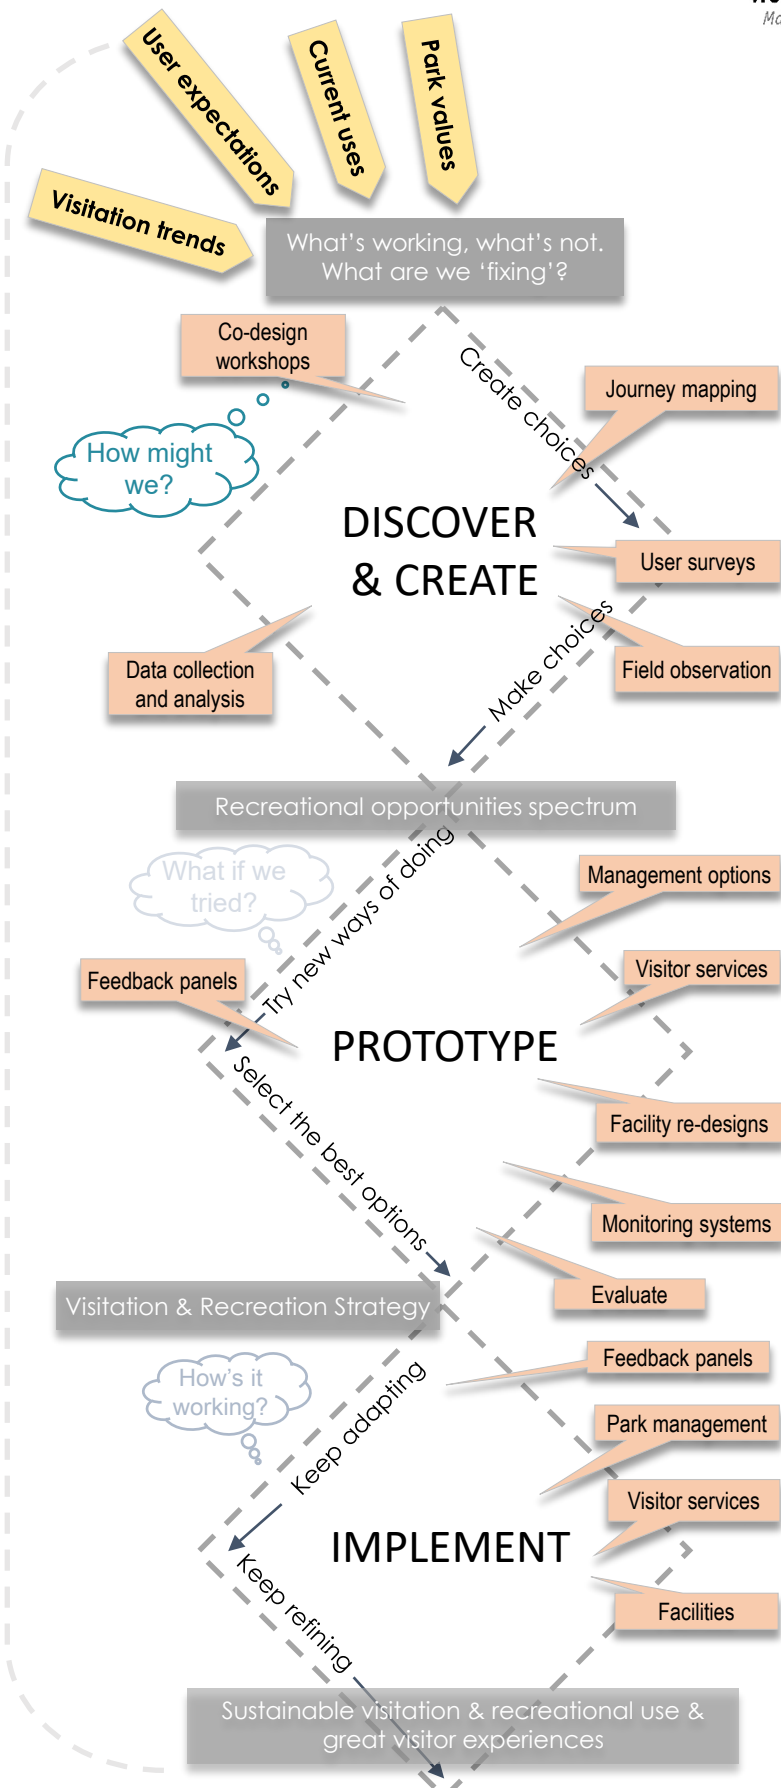 Visitation trends
User expectations
Current uses
Park values
What's working, what's not.
What are we 'fixing'?
Co-design
workshops
Create choices
Journey mapping
How might
we?
DISCOVER
& CREATE
User surveys
Make choices
Field observation
Data collection
and analysis
Recreational opportunities spectrum
What if we
tried?
Try new ways of doing
Management options
Visitor services
Feedback panels
PROTOTYPE
Select the best options
Facility re-designs
Monitoring systems
Evaluate
Visitation & Recreation Strategy
How's it
working?
Keep adapting
Feedback panels
Park management
Visitor services
IMPLEMENT
Keep refining
Facilities
Sustainable visitation & recreational use &
great visitor experiences